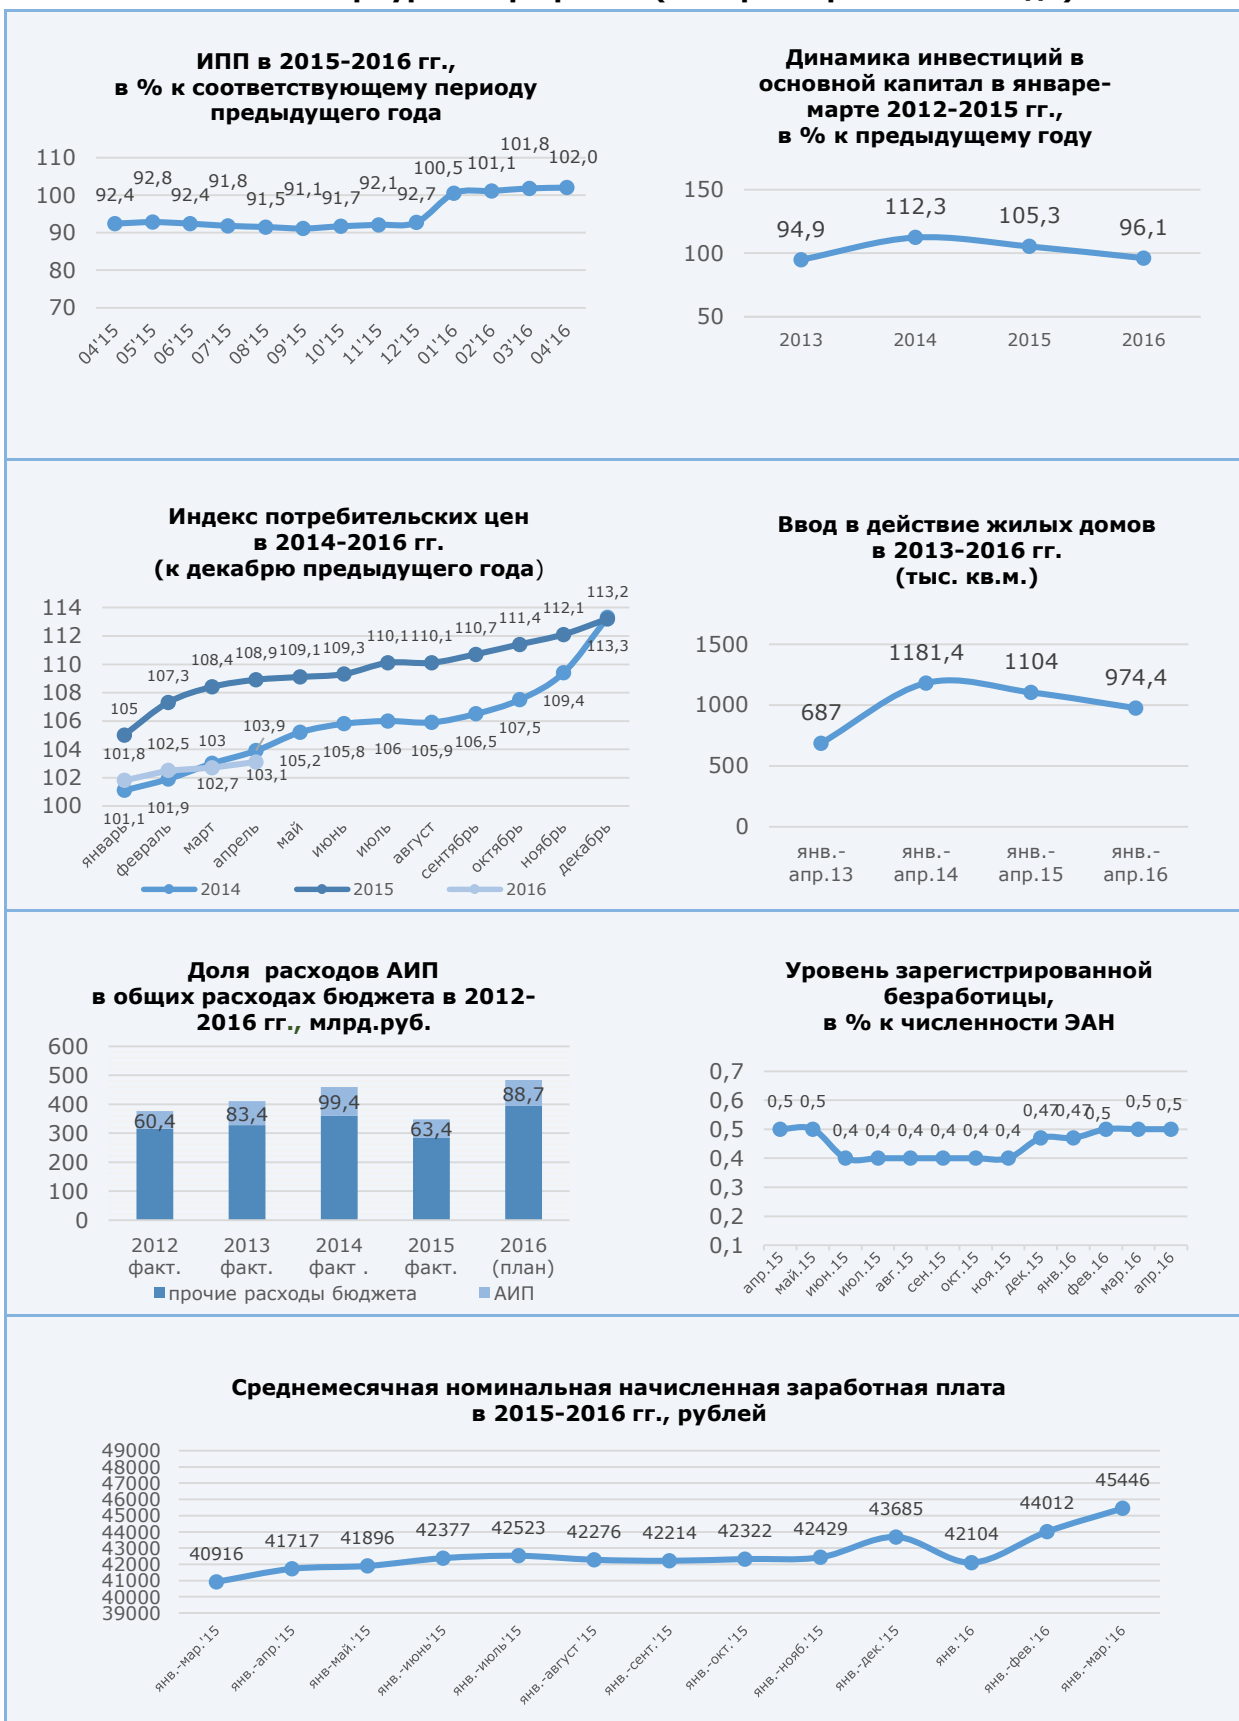 ИПП в 2015-2016 гг.,
в % к соответствующему периоду
предыдущего года
110
100
90
80
70
92,4
92,8
92,4
91,8
91,5
91,1
91,7
92,1
92,7
100,5
101,1
101,8
102,0
04'15
05'15
06'15
07'15
08'15
09'15
10'15
11'15
12'15
01'16
02'16
03'16
04'16
Динамика инвестиций в
основной капитал в январе-
марте 2012-2015 гг.,
в % к предыдущему году
150
100
50
94,9
112,3
105,3
96,1
2013
2014
2015
2016
Индекс потребительских цен
в 2014-2016 гг.
(к декабрю предыдущего года)
114
112
110
108
106
104
102
100
105
107,3
108,4
108,9
109,1
109,3
110,1
110,1
110,7
111,4
112,1
113,2
101,8
102,5
103
103,9
113,3
109,4
107,5
106,5
105,9
106
105,8
105,2
103,1
102,7
101,9
101,1
январь
февраль
март
апрель
май
июнь
июль
август
сентябрь
октябрь
ноябрь
декабрь
2014
2015
2016
Ввод в действие жилых домов
в 2013-2016 гг.
(тыс. кв.м.)
1500
1000
500
0
687
1181,4
1104
974,4
янв.-
апр.13
янв.-
апр.14
янв.-
апр.15
янв.-
апр.16
Доля расходов АИП
в общих расходах бюджета в 2012-
2016 гг., млрд.руб.
600
500
400
300
200
100
0
60,4
83,4
99,4
63,4
88,7
2012
факт.
2013
факт.
2014
факт .
2015
факт.
2016
(план)
прочие расходы бюджета
АИП
Уровень зарегистрированной
безработицы,
в % к численности ЭАН
0,7
0,6
0,5
0,4
0,3
0,2
0,1
0,5
0,5
0,4
0,4
0,4
0,4
0,4
0,4
0,47
0,47
0,5
0,5
0,5
апр.15
май.15
июн.15
июл.15
авг.15
сен.15
окт.15
ноя.15
дек.15
янв.16
фев.16
мар.16
апр.16
Среднемесячная номинальная начисленная заработная плата
в 2015-2016 гг., рублей
49000
48000
47000
46000
45000
44000
43000
42000
41000
40000
39000
40916
41717
41896
42377
42523
42276
42214
42322
42429
43685
42104
44012
45446
янв.-мар.'15
янв.-апр.'15
янв-май.'15
янв.-июнь'15
янв.-июль'15
янв.-август '15
янв.-сент.'15
янв.-окт.'15
янв.-нояб.'15
янв.-дек.'15
янв.'16
янв.-фев.'16
янв.-мар.'16